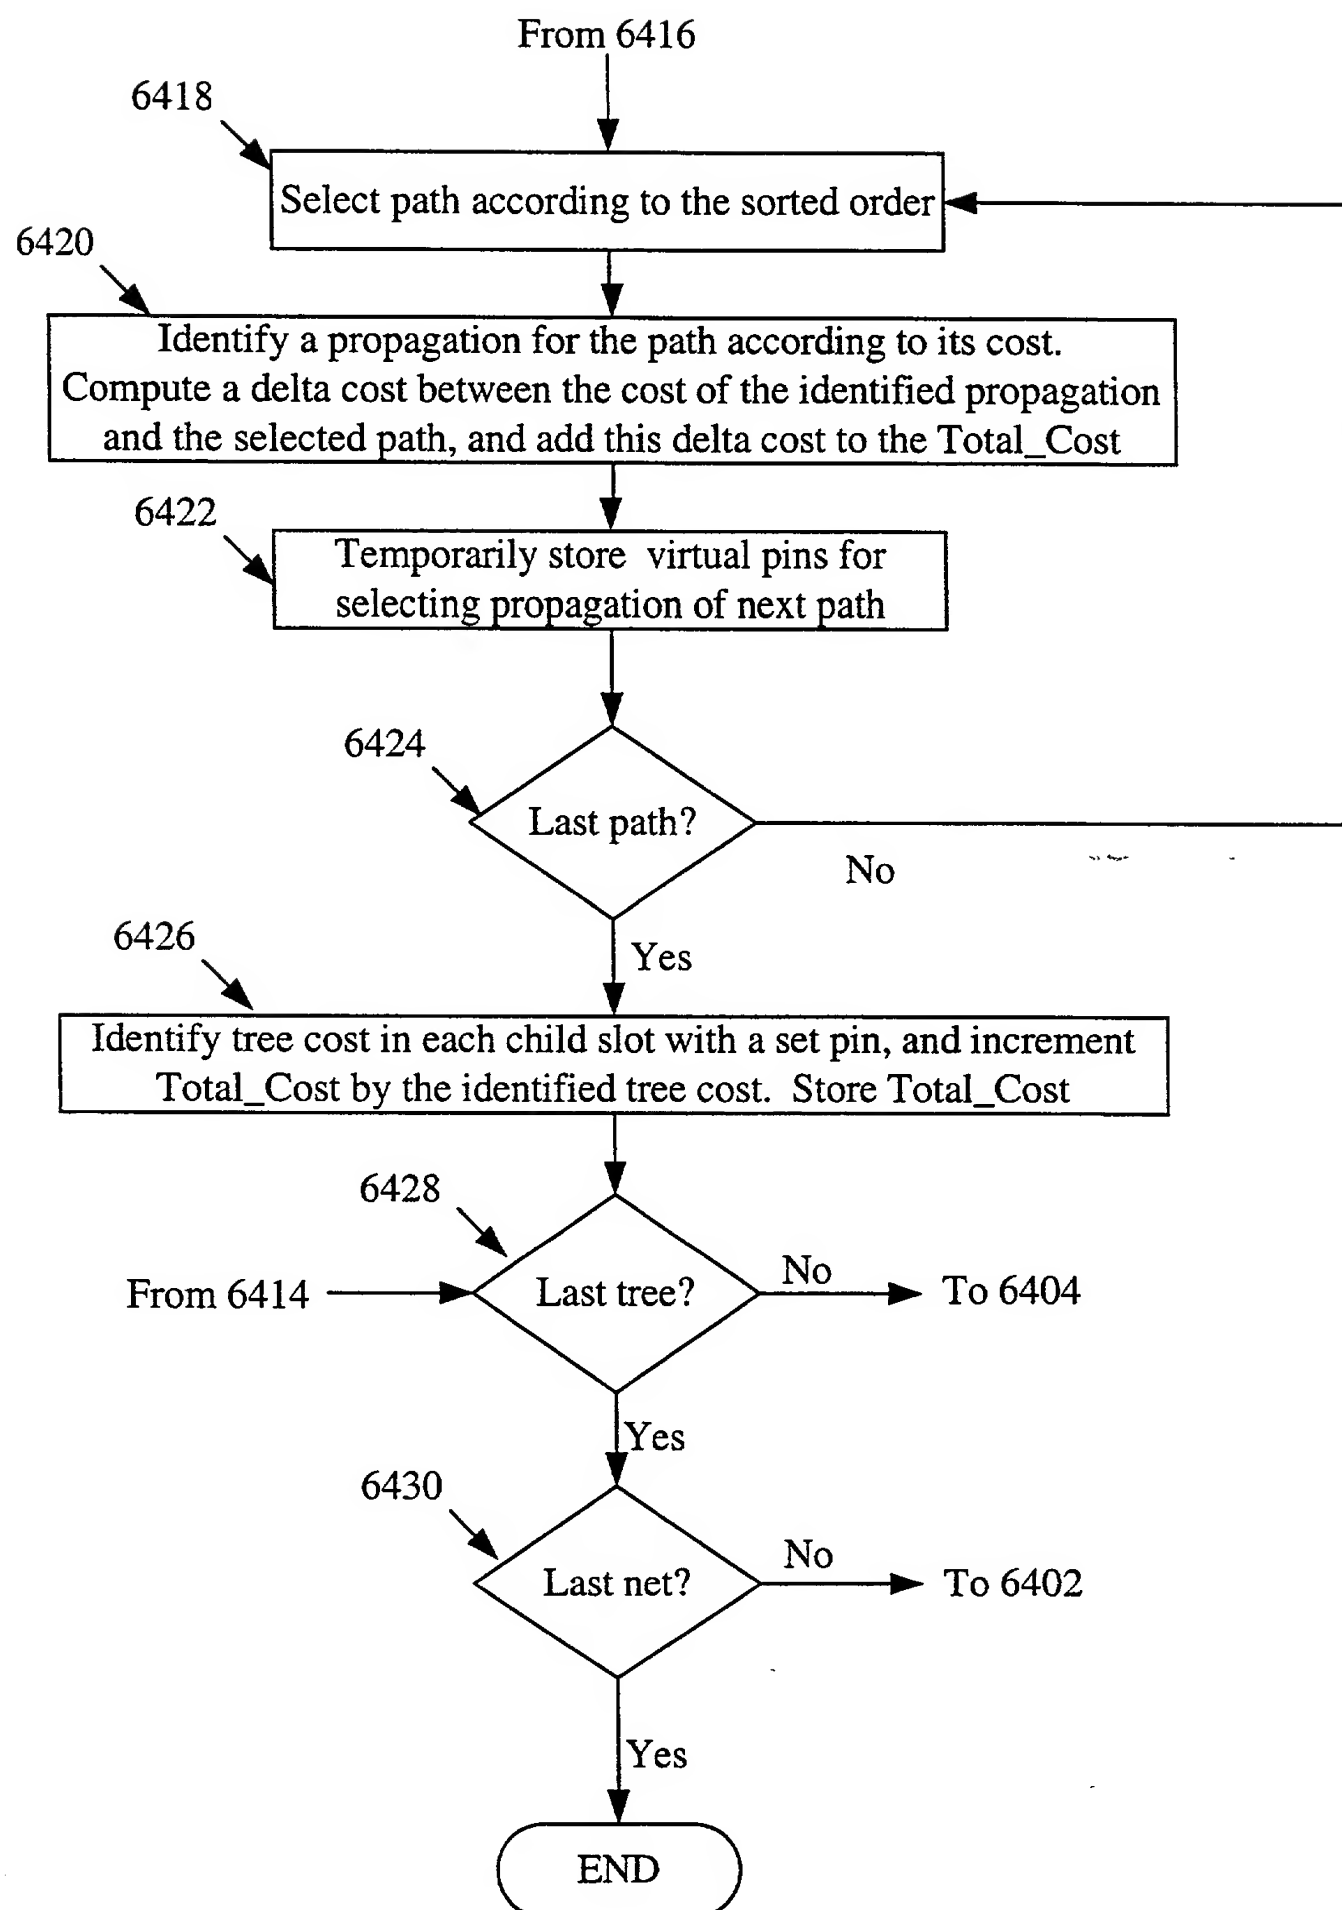 From 6416
6418
Select path according to the sorted order
6420
Identify a propagation for the path according to its cost.
Compute a delta cost between the cost of the identified propagation
and the selected path, and add this delta cost to the Total_Cost
6422
Temporarily store virtual pins for
selecting propagation of next path
6424
Last path?
No
Yes
6426
Identify tree cost in each child slot with a set pin, and increment
Total_Cost by the identified tree cost. Store Total_Cost
6428
From 6414
Last tree?
No
To 6404
Yes
6430
Last net?
No
To 6402
Yes
END